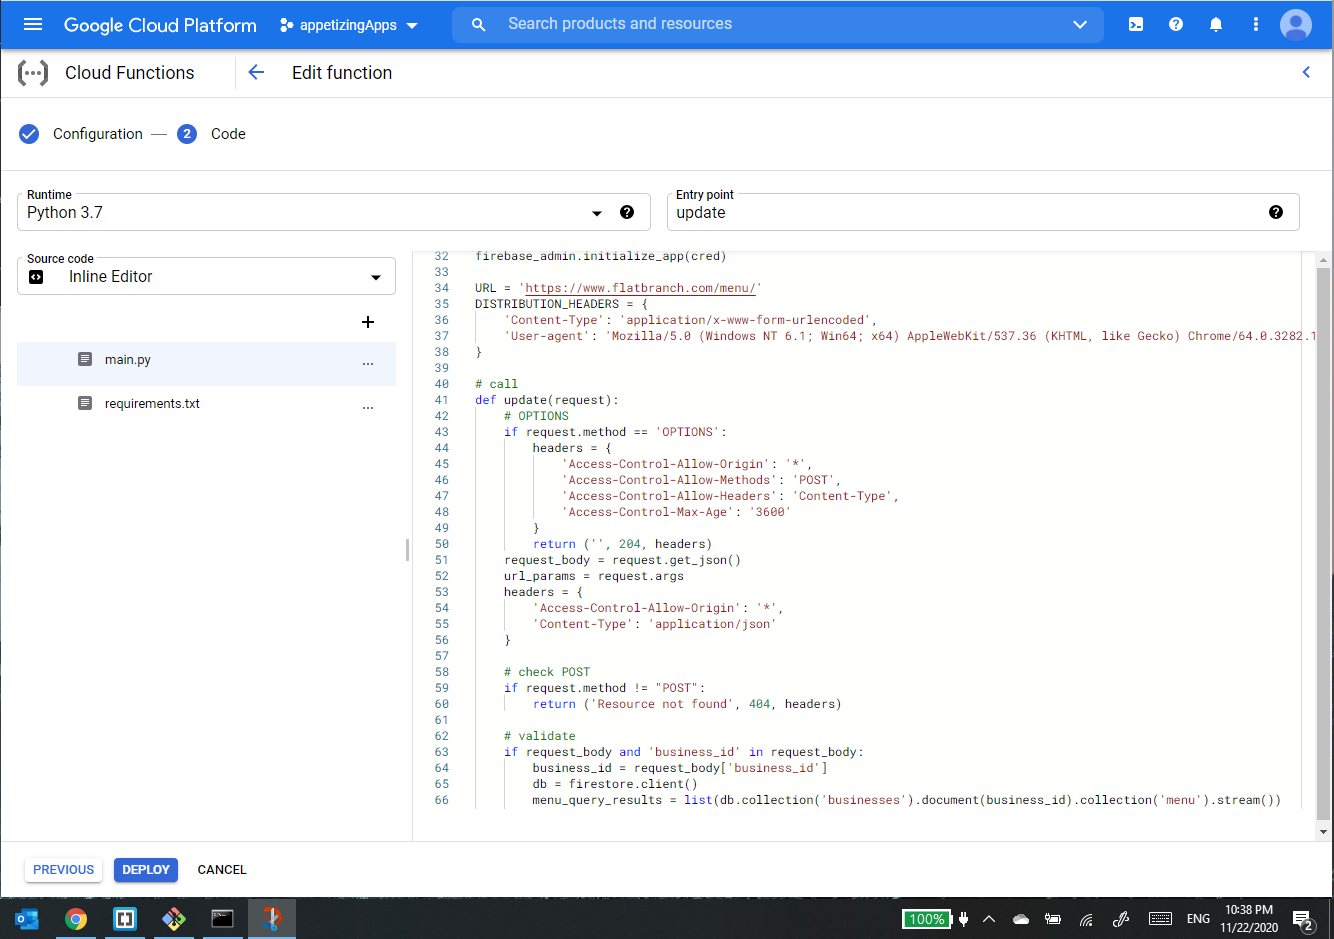 Google Cloud Platform
appetizingApps
Search products and resources
Cloud Functions
Edit function
Configuration
2
Code
Runtime
Python 3.7
Entry point
update
Source code
Inline Editor
main.py
...
requirements.txt
...
32 firebase_admin.initialize_app(cred)
33
34 URL = 'https://www.flatbranch.com/menu/'
35 DISTRIBUTION_HEADERS = {
36     'Content-Type': 'application/x-www-form-urlencoded',
37     'User-agent': 'Mozilla/5.0 (Windows NT 6.1; Win64; x64) AppleWebKit/537.36 (KHTML, like Gecko) Chrome/64.0.3282.1
38 }
39
40 # call
41 def update(request):
42     # OPTIONS
43     if request.method == 'OPTIONS':
44         headers = {
45             'Access-Control-Allow-Origin': '*',
46             'Access-Control-Allow-Methods': 'POST',
47             'Access-Control-Allow-Headers': 'Content-Type',
48             'Access-Control-Max-Age': '3600'
49         }
50         return ('', 204, headers)
51     request_body = request.get_json()
52     url_params = request.args
53     headers = {
54         'Access-Control-Allow-Origin': '*',
55         'Content-Type': 'application/json'
56     }
57
58     # check POST
59     if request.method != "POST":
60         return ('Resource not found', 404, headers)
61
62     # validate
63     if request_body and 'business_id' in request_body:
64         business_id = request_body['business_id']
65         db = firestore.client()
66         menu_query_results = list(db.collection('businesses').document(business_id).collection('menu').stream())
PREVIOUS
DEPLOY
CANCEL
100%
ENG
10:38 PM
11/22/2020
2